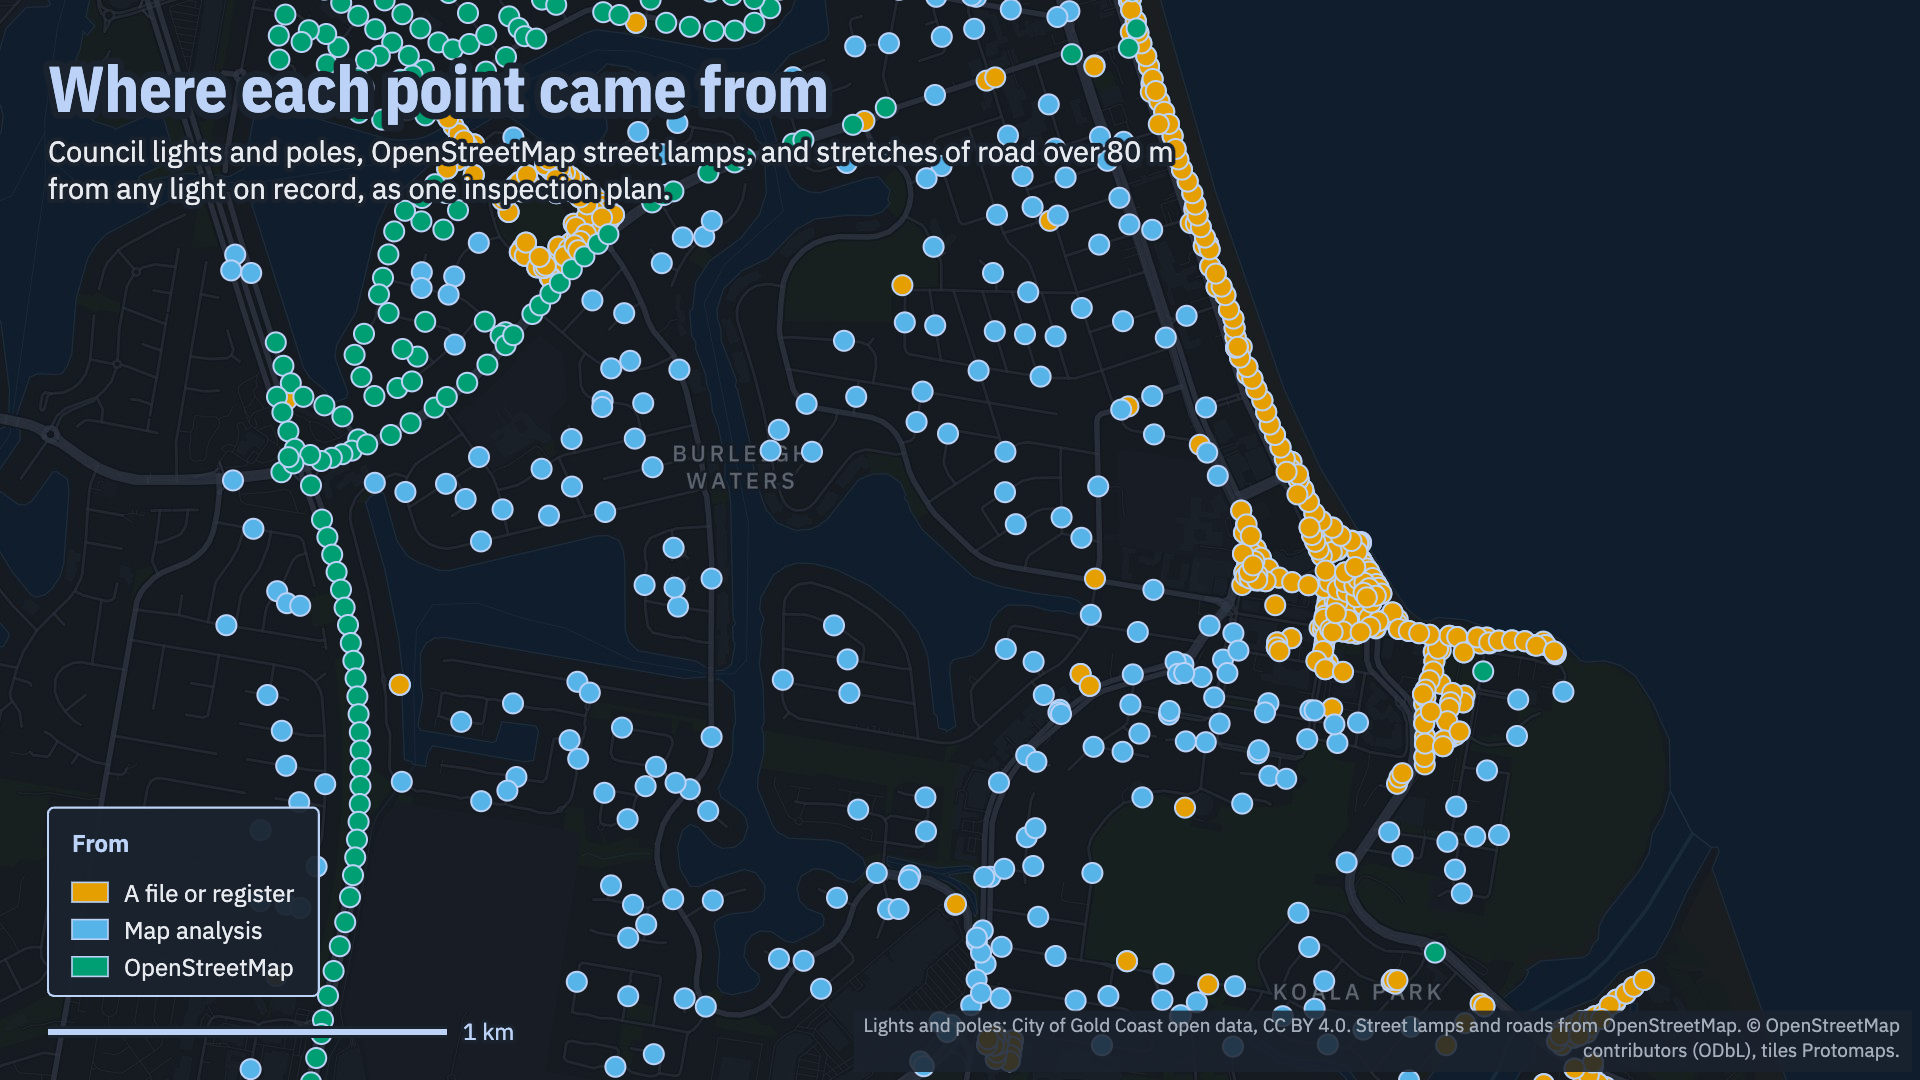 Where each point came from
Council lights and poles, OpenStreetMap street lamps, and stretches of road over 80 m
from any light on record, as one inspection plan.
BURLEIGH
WATERS
From
A file or register
Map analysis
OpenStreetMap
1 km
KOALA PARK
Lights and poles: City of Gold Coast open data, CC BY 4.0. Street lamps and roads from OpenStreetMap. © OpenStreetMap
contributors (ODbL), tiles Protomaps.